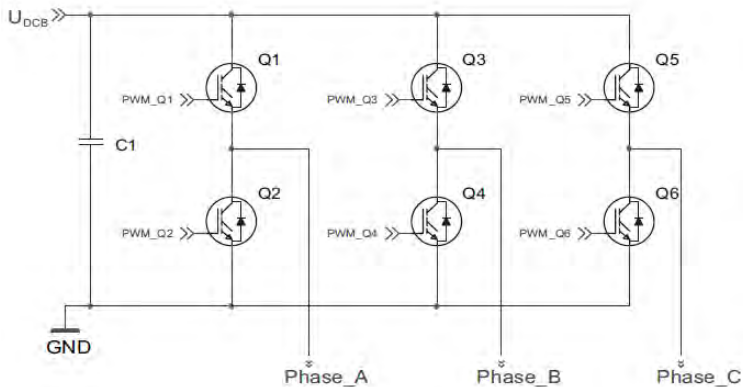 U_DCB
Q1
Q3
Q5
PWM_Q1
PWM_Q3
PWM_Q5
C1
Q2
Q4
Q6
PWM_Q2
PWM_Q4
PWM_Q6
GND
Phase_A
Phase_B
Phase_C